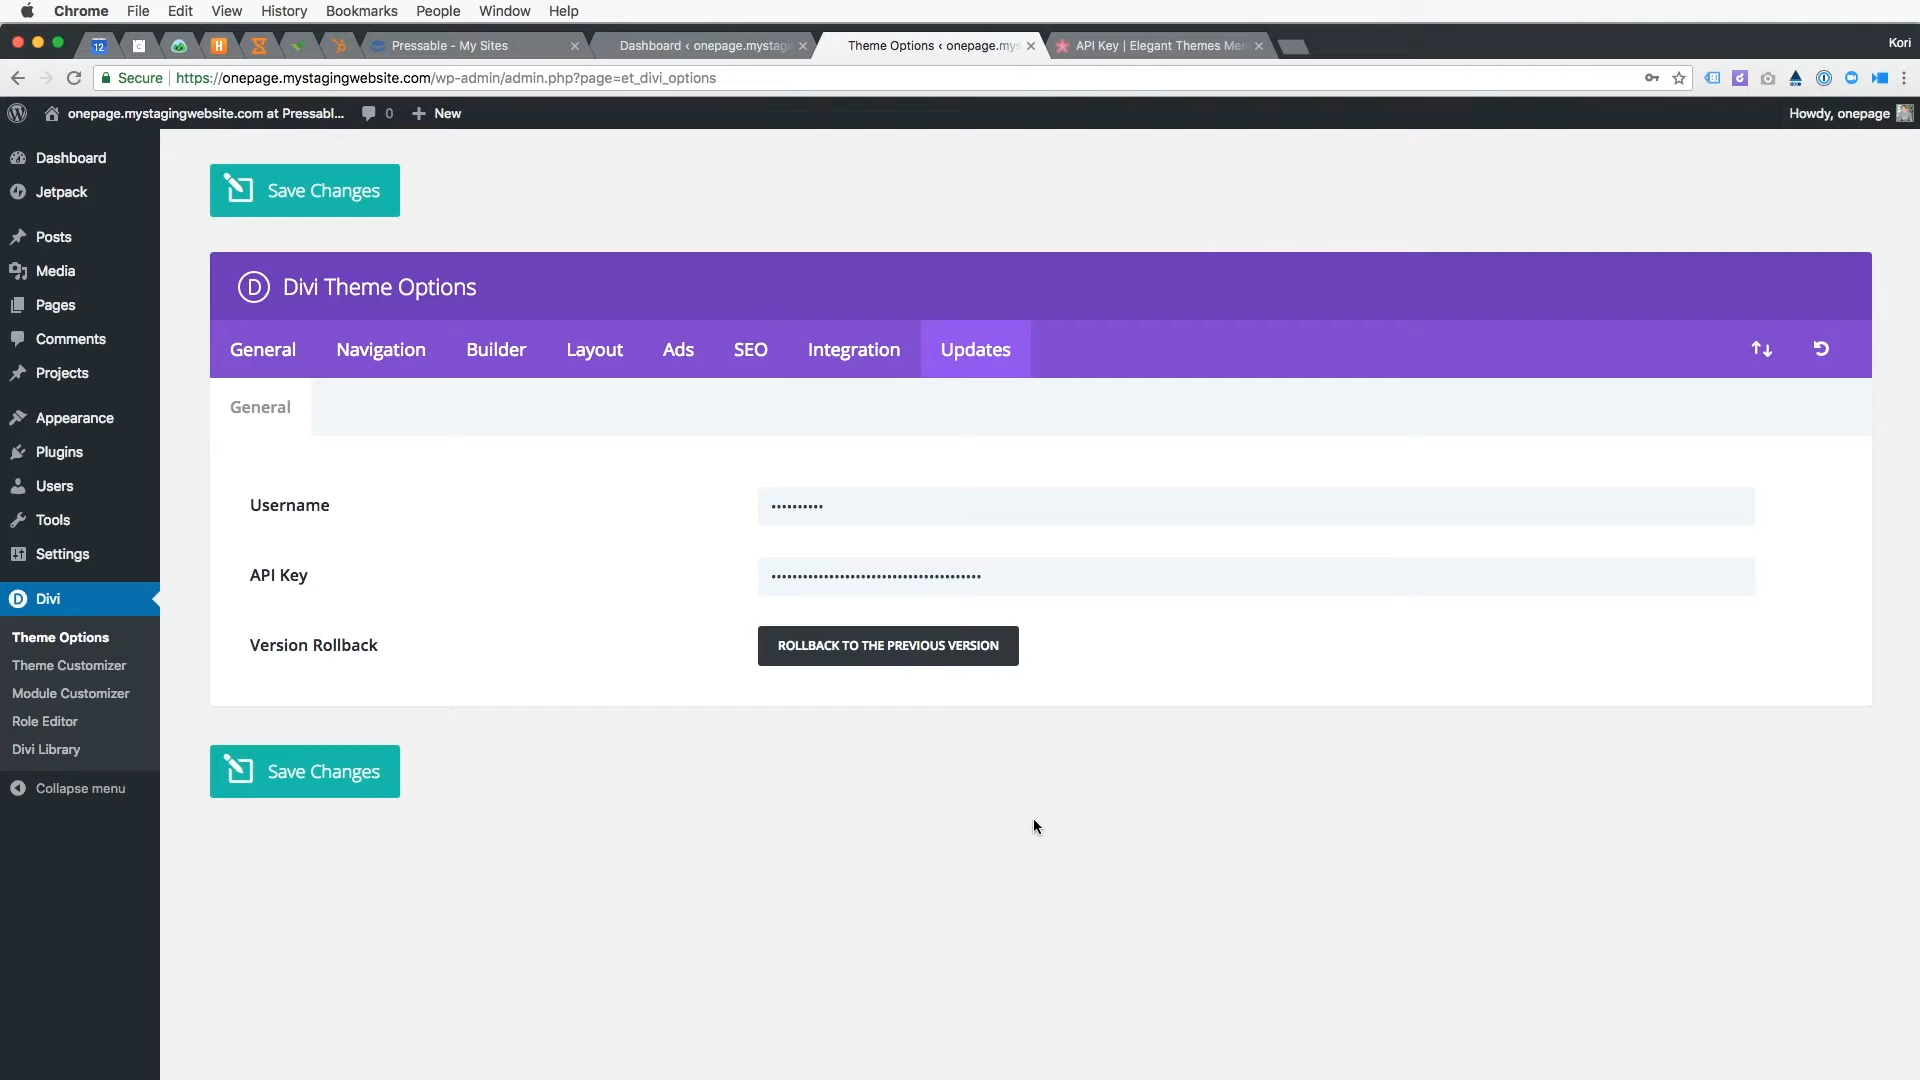 Chrome File Edit View History Bookmarks People Window Help
12 C H Pressable - My Sites Dashboard ‹ onepage.mystagi Theme Options ‹ onepage.mys API Key | Elegant Themes Mem Kori
Secure https://onepage.mystagingwebsite.com/wp-admin/admin.php?page=et_divi_options
onepage.mystagingwebsite.com at Pressabl... 0 New Howdy, onepage
Dashboard
Jetpack
Posts
Media
Pages
Comments
Projects
Appearance
Plugins
Users
Tools
Settings
D Divi
Theme Options
Theme Customizer
Module Customizer
Role Editor
Divi Library
Collapse menu
Save Changes
D Divi Theme Options
General Navigation Builder Layout Ads SEO Integration Updates
General
Username ••••••••••
API Key ••••••••••••••••••••••••••••••••••••••••
Version Rollback ROLLBACK TO THE PREVIOUS VERSION
Save Changes